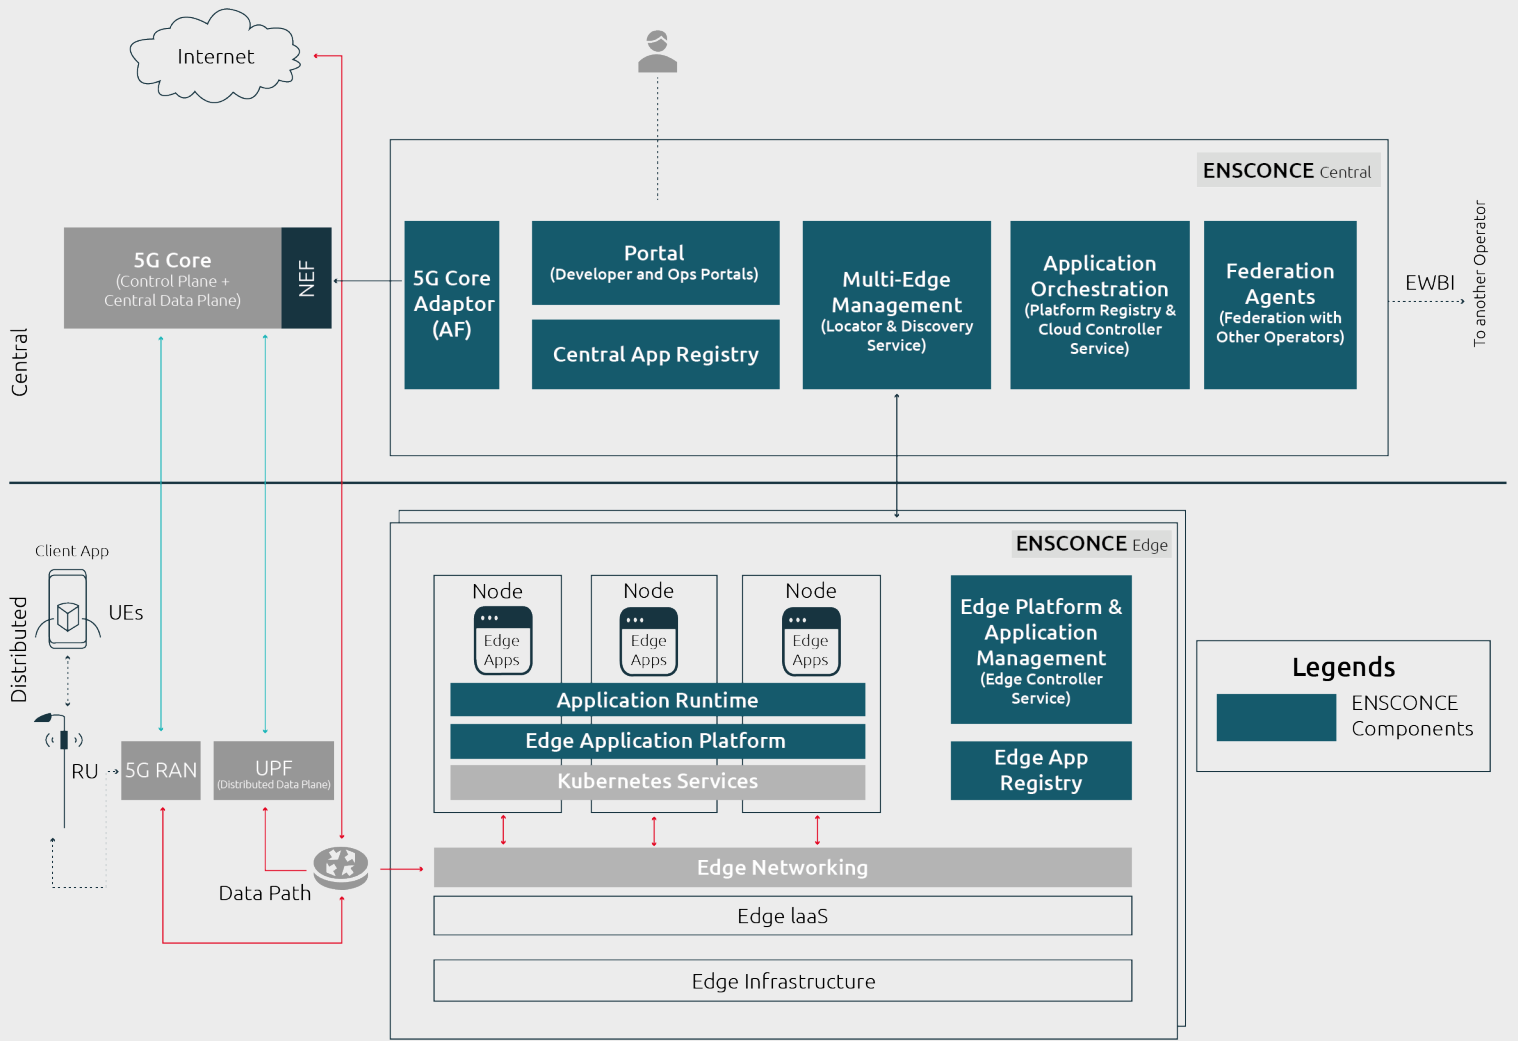 Internet
ENSCONCE Central
5G Core
(Control Plane +
Central Data Plane)
NEF
5G Core
Adaptor
(AF)
Portal
(Developer and Ops Portals)
Central App Registry
Multi-Edge
Management
(Locator & Discovery
Service)
Application
Orchestration
(Platform Registry &
Cloud Controller
Service)
Federation
Agents
(Federation with
Other Operators)
EWBI
To another Operator
Central
Distributed
Client App
UEs
RU
5G RAN
UPF
(Distributed Data Plane)
Data Path
ENSCONCE Edge
Node
Edge
Apps
Node
Edge
Apps
Node
Edge
Apps
Application Runtime
Edge Application Platform
Kubernetes Services
Edge Platform &
Application
Management
(Edge Controller
Service)
Edge App
Registry
Edge Networking
Edge laaS
Edge Infrastructure
Legends
ENSCONCE
Components